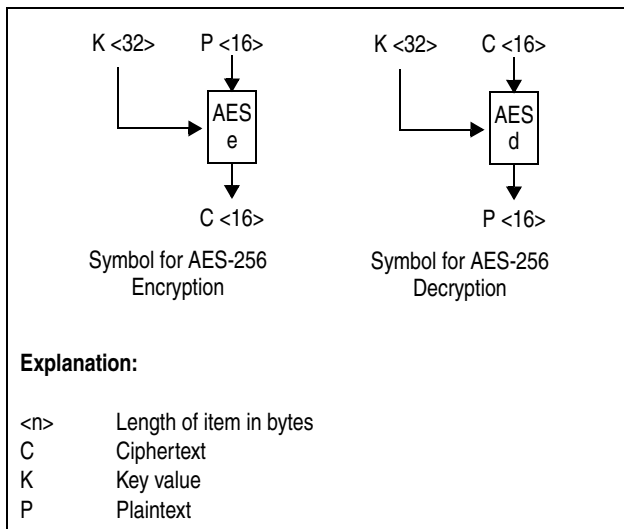 K <32> P <16> K <32> C <16>
AES
e
AES
d
C <16> P <16>
Symbol for AES-256
Encryption
Symbol for AES-256
Decryption
Explanation:
<n> Length of item in bytes
C Ciphertext
K Key value
P Plaintext